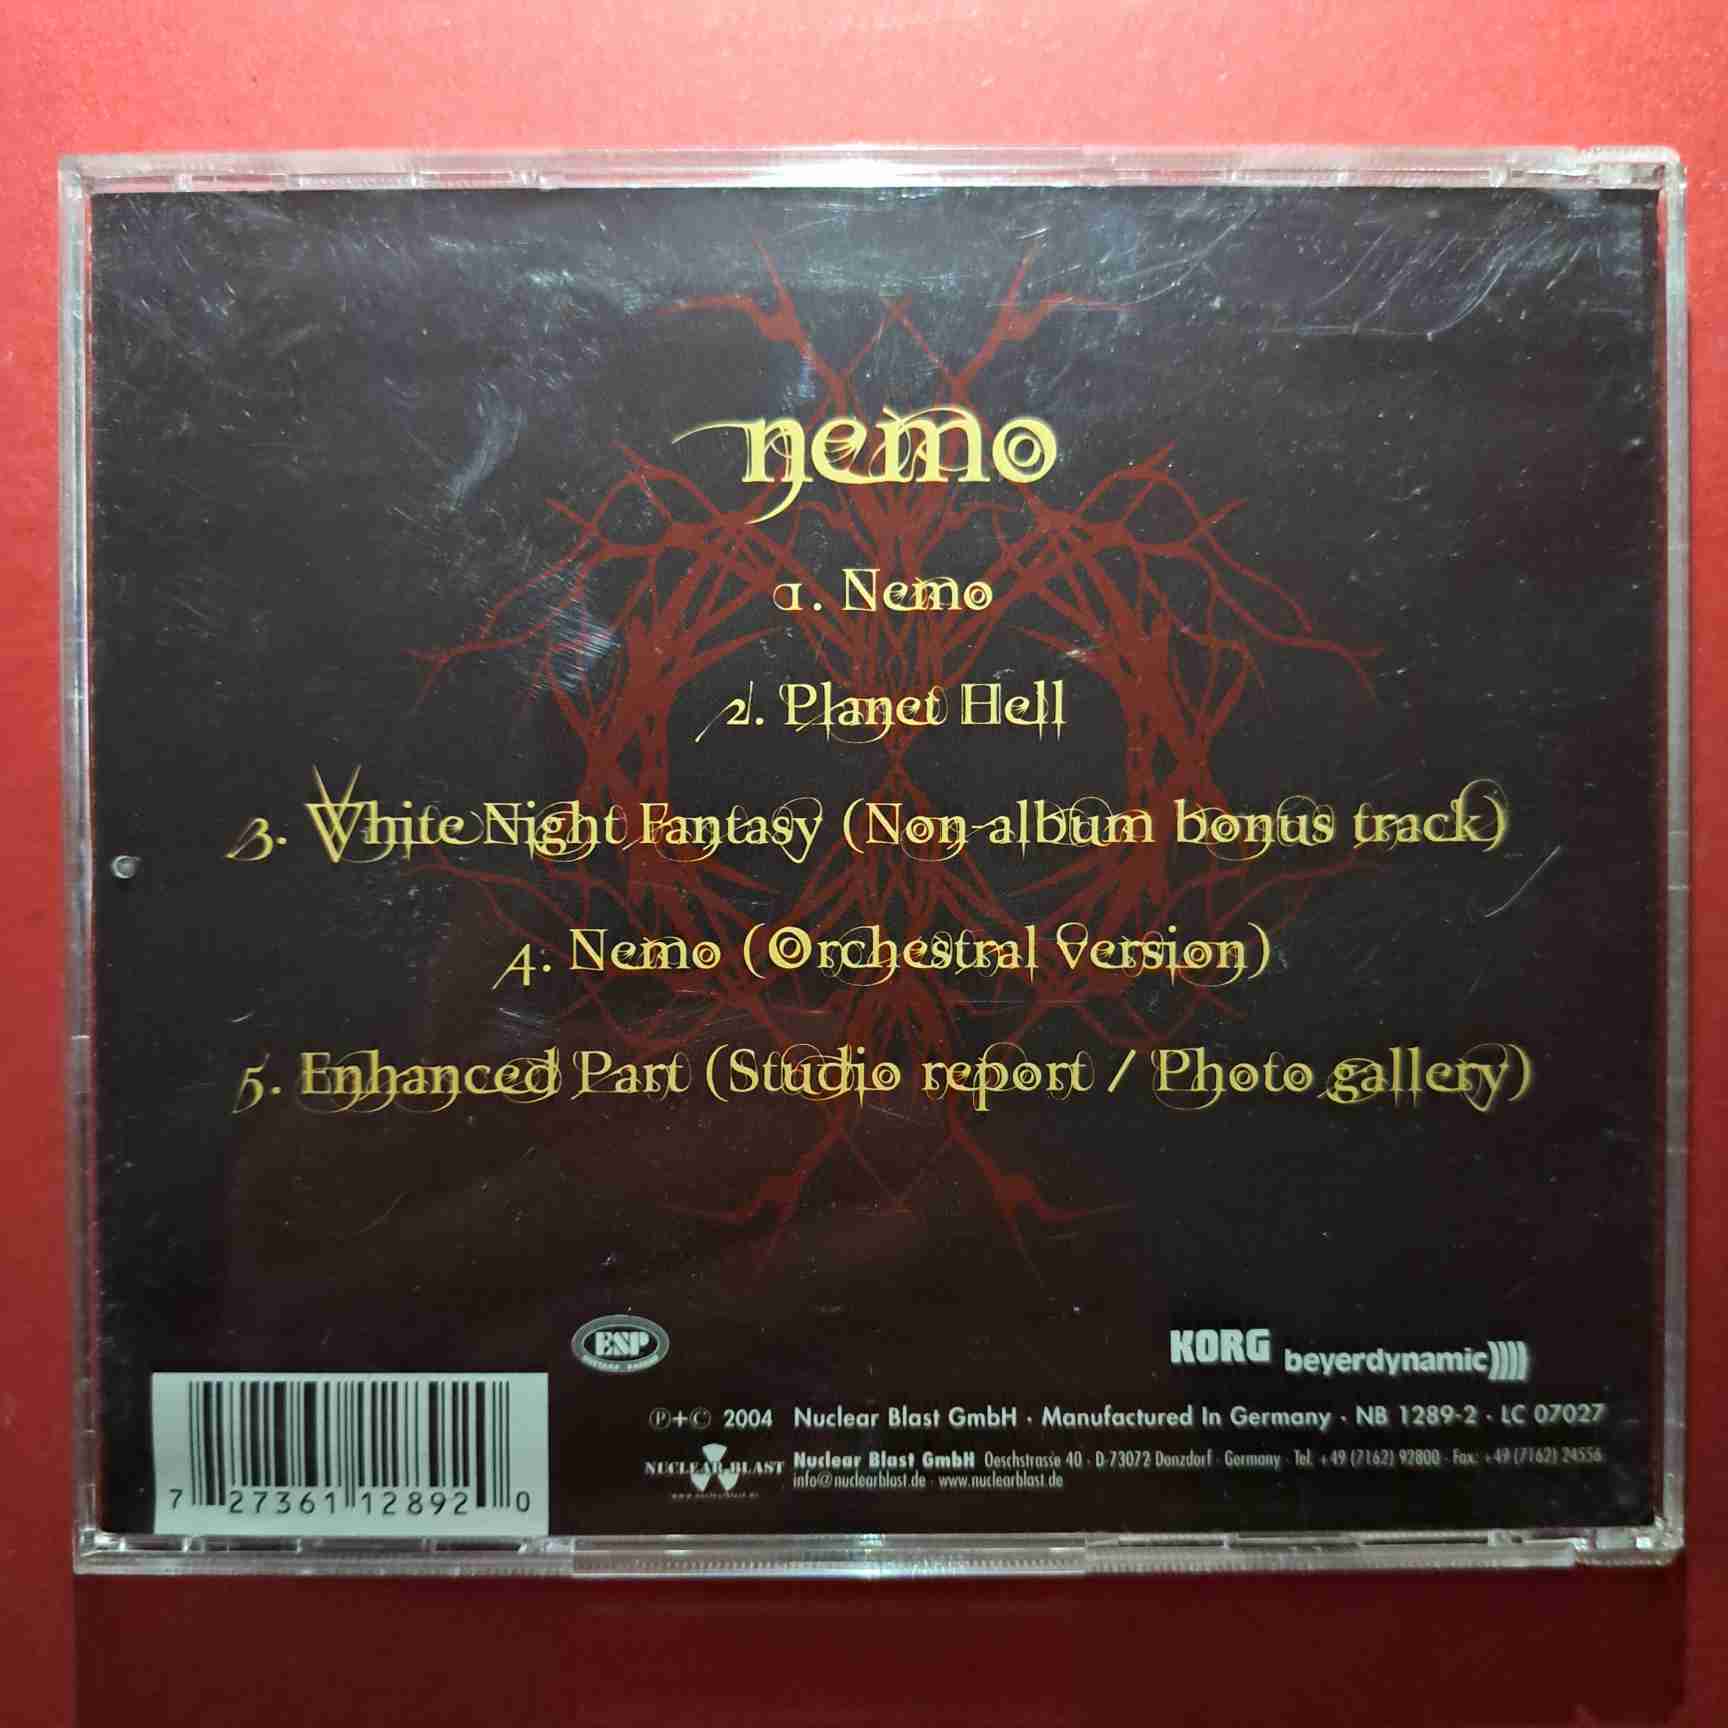 nemo
1. Nemo
2. Planet Hell
3. White Night Fantasy (Non-album bonus track)
4. Nemo (Orchestral version)
5. Enhanced Part (Studio report / Photo gallery)
ESP
KORG beyerdynamic))))
℗+© 2004 Nuclear Blast GmbH · Manufactured In Germany · NB 1289-2 · LC 07027
NUCLEAR BLAST
www.nuclearblast.de
Nuclear Blast GmbH Oeschstrasse 40 · D-73072 Donzdorf · Germany · Tel. +49 (7162) 92800 · Fax: +49 (7162) 24556
info@nuclearblast.de · www.nuclearblast.de
7 27361 12892 0